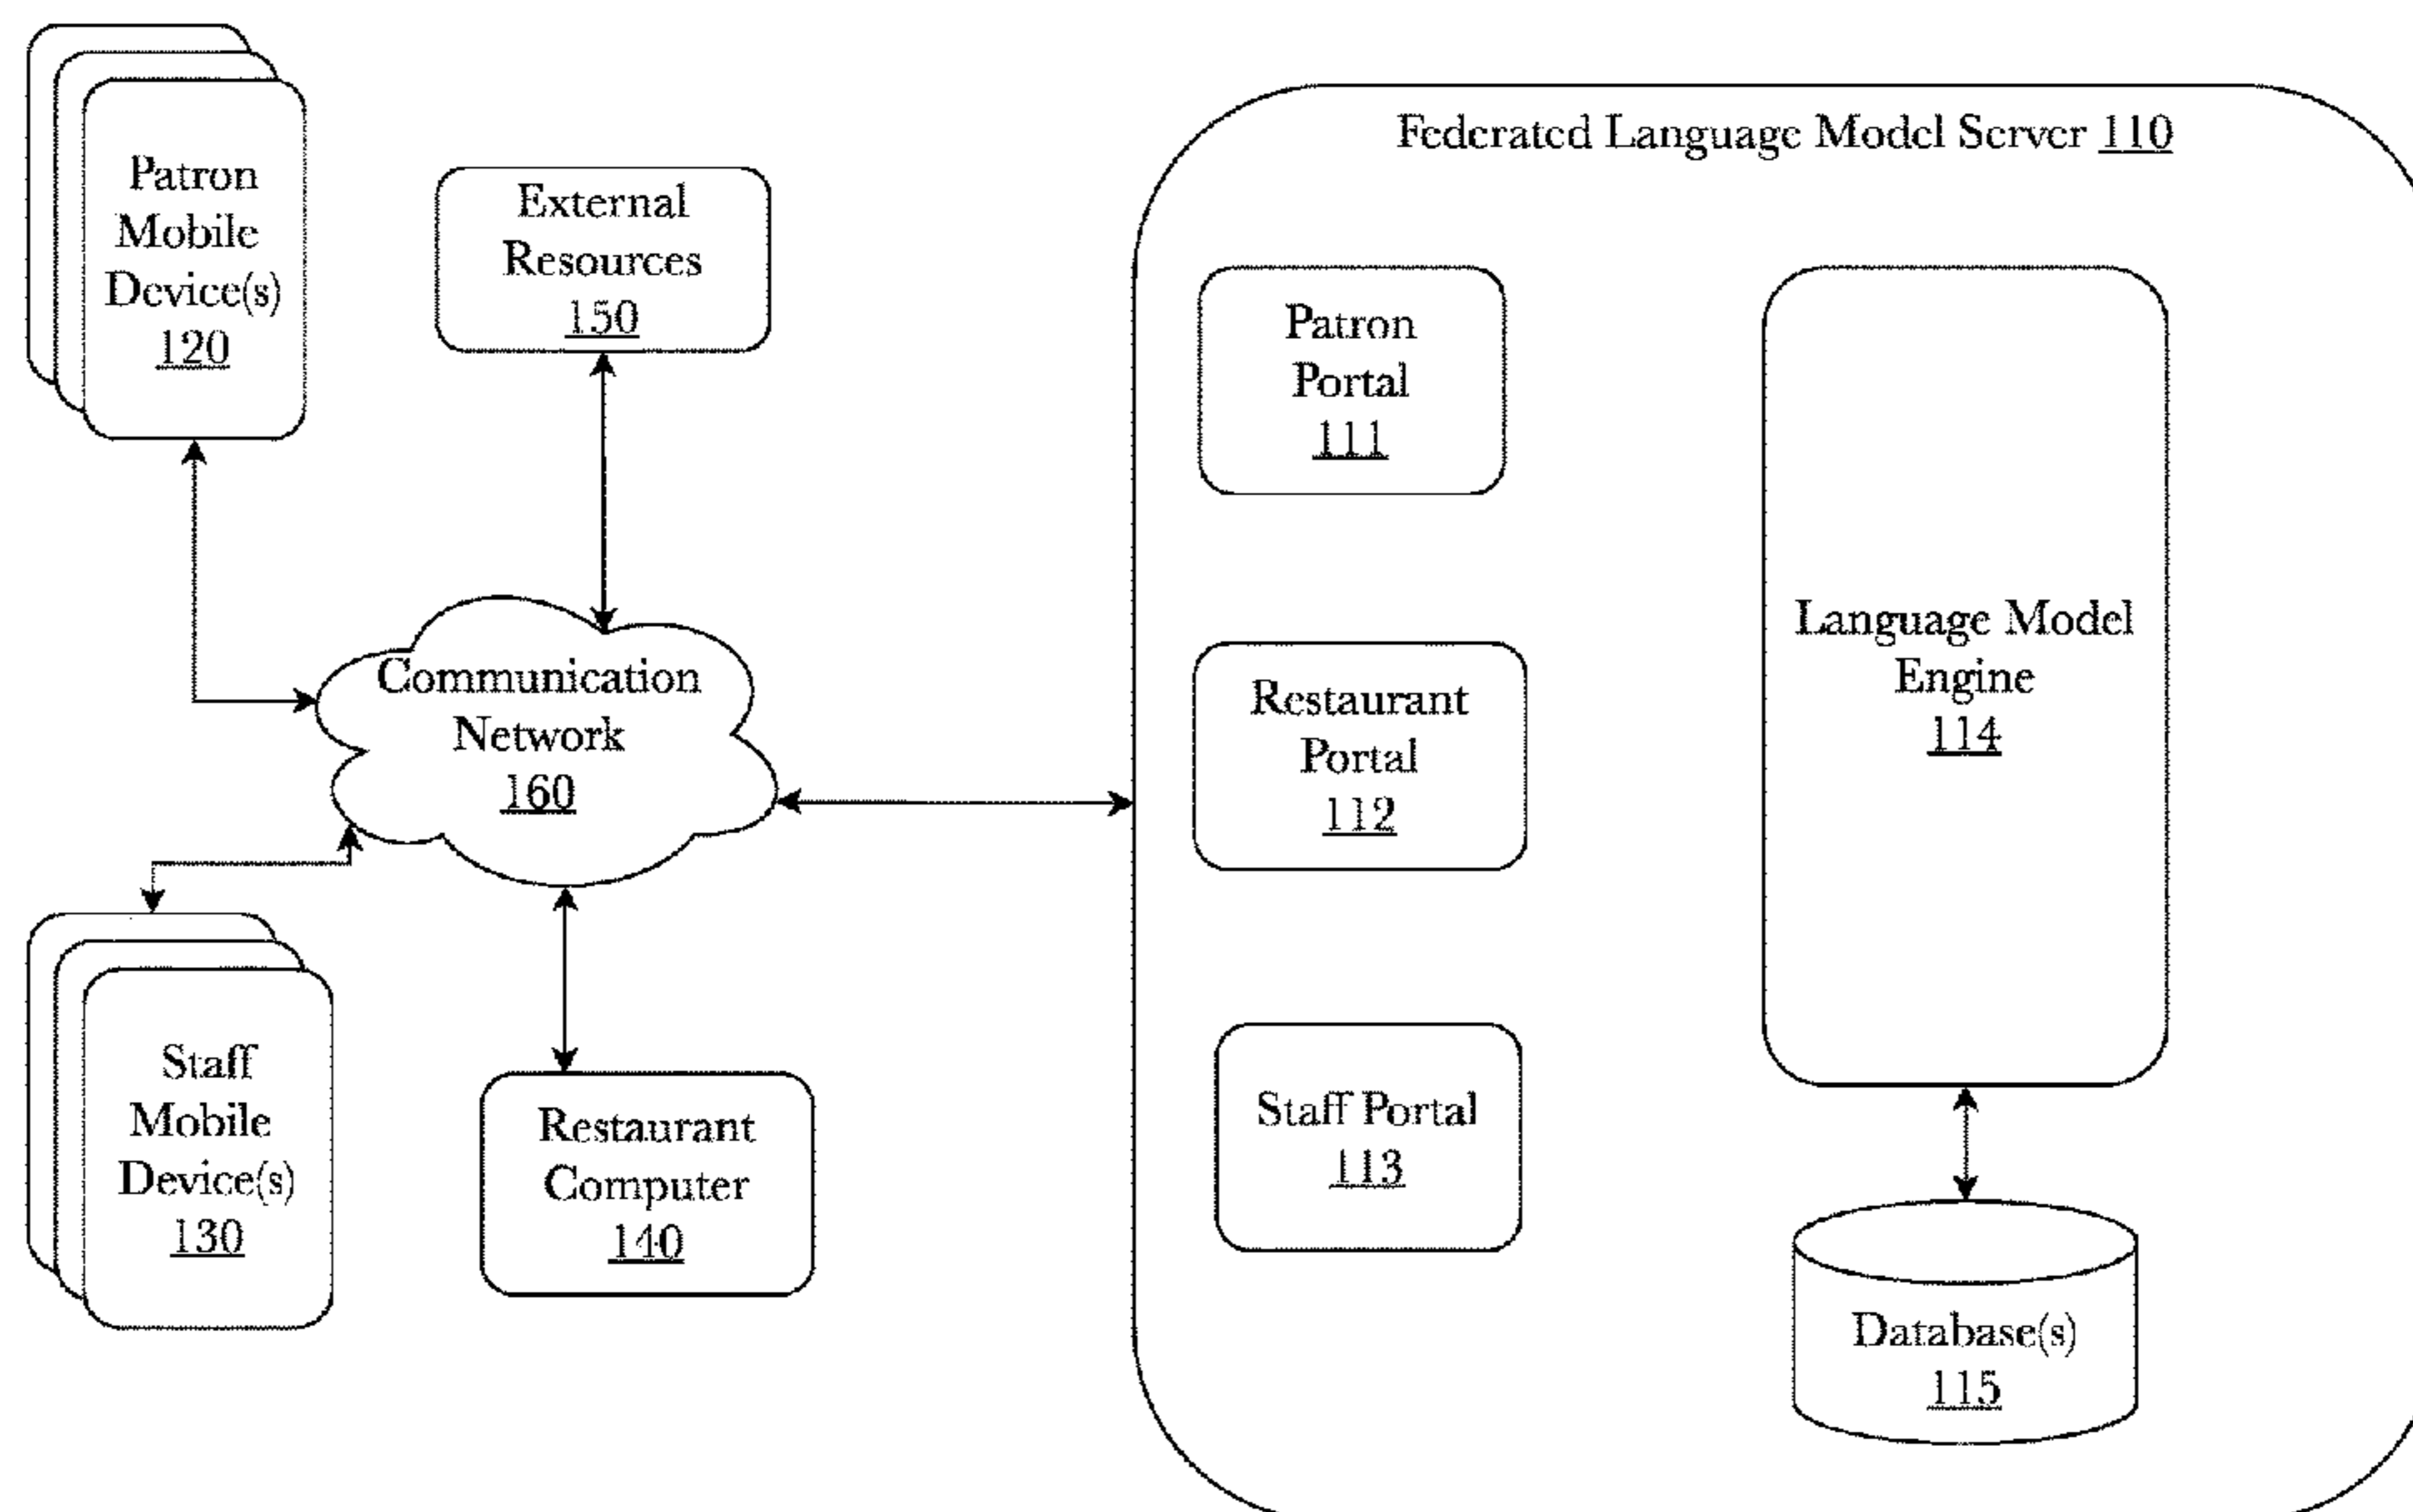 Patron
Mobile
Device(s)
120
External
Resources
150
Communication
Network
160
Staff
Mobile
Device(s)
130
Restaurant
Computer
140
Federated Language Model Server 110
Patron
Portal
111
Restaurant
Portal
112
Staff Portal
113
Language Model
Engine
114
Database(s)
115